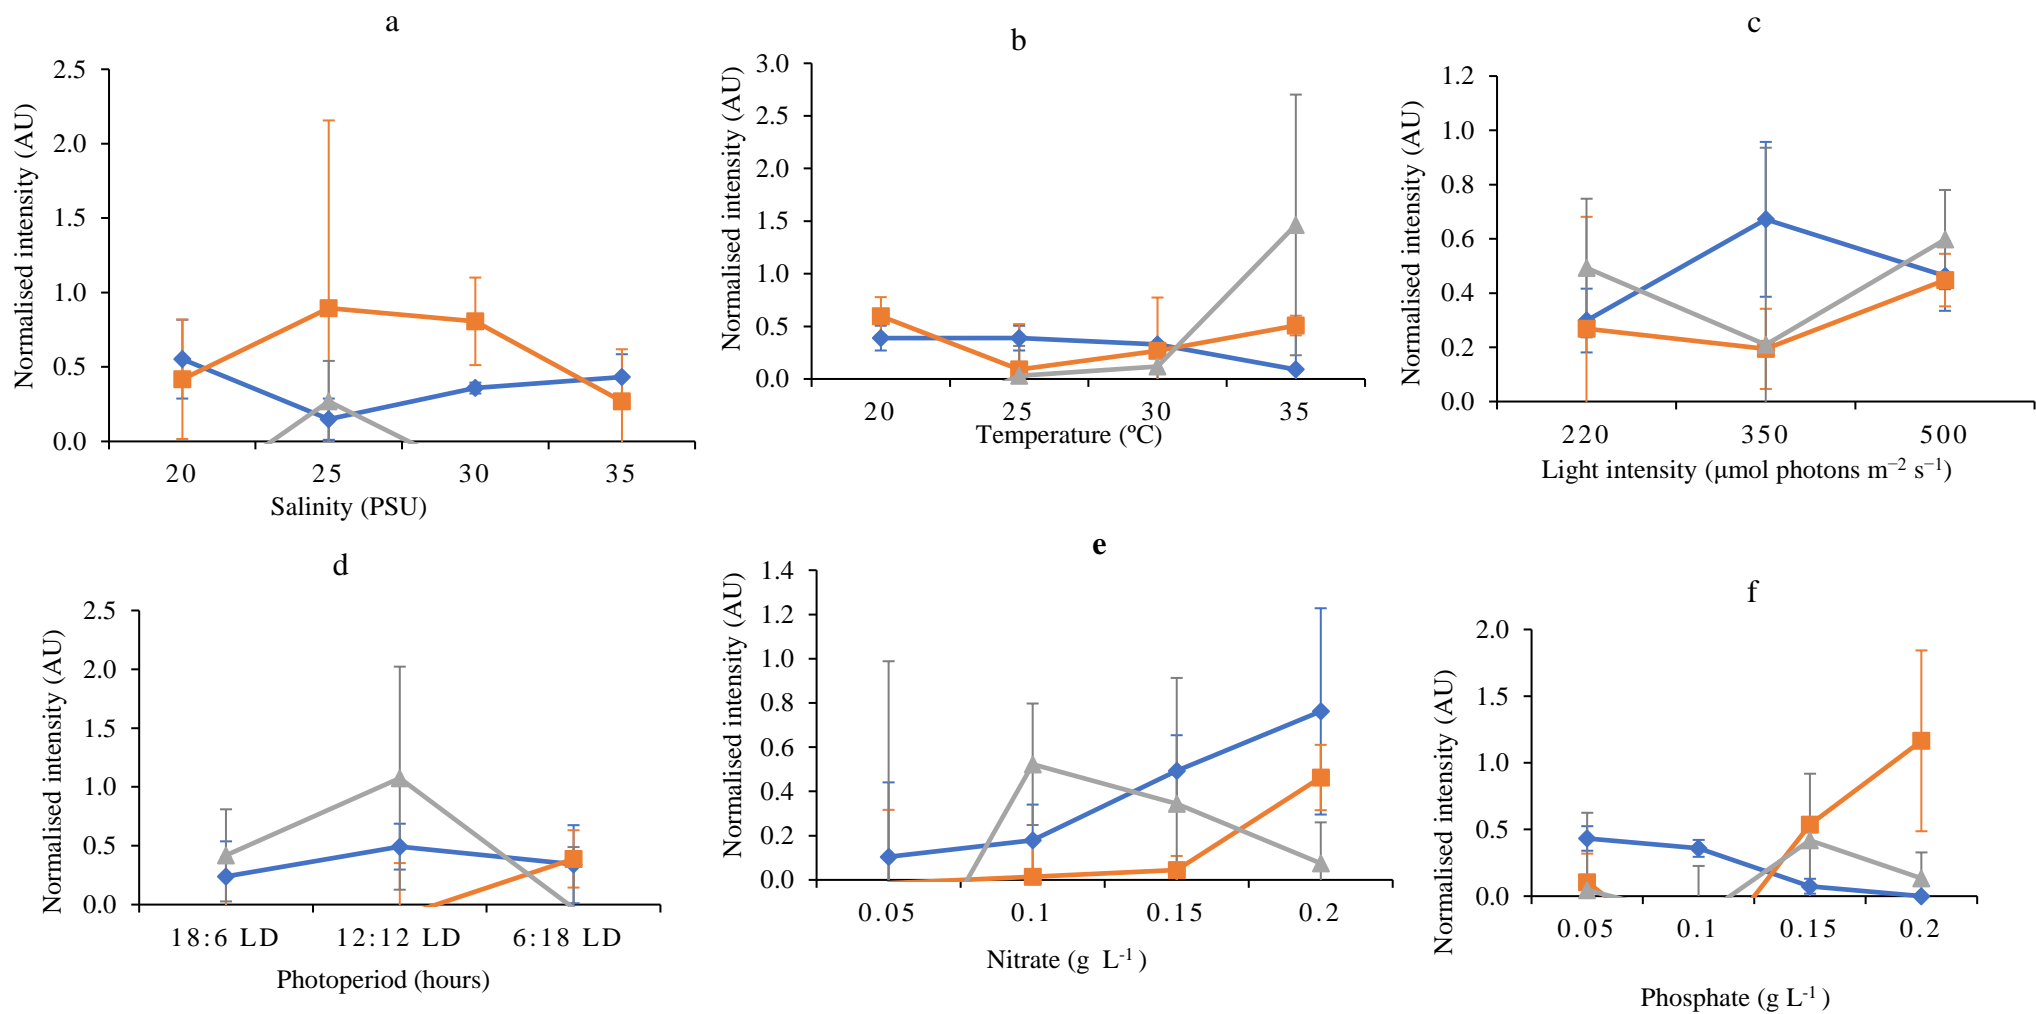 a
2.5
2.0
1.5
1.0
0.5
0.0
Normalised intensity (AU)
20 25 30 35
Salinity (PSU)
b
3.0
2.5
2.0
1.5
1.0
0.5
0.0
Normalised intensity (AU)
20 25 30 35
Temperature (ºC)
c
1.2
1.0
0.8
0.6
0.4
0.2
0.0
Normalised intensity (AU)
220 350 500
Light intensity (μmol photons m⁻² s⁻¹)
d
2.5
2.0
1.5
1.0
0.5
0.0
Normalised intensity (AU)
18:6 LD 12:12 LD 6:18 LD
Photoperiod (hours)
e
1.4
1.2
1.0
0.8
0.6
0.4
0.2
0.0
Normalised intensity (AU)
0.05 0.1 0.15 0.2
Nitrate (g L⁻¹)
f
2.0
1.5
1.0
0.5
0.0
Normalised intensity (AU)
0.05 0.1 0.15 0.2
Phosphate (g L⁻¹)